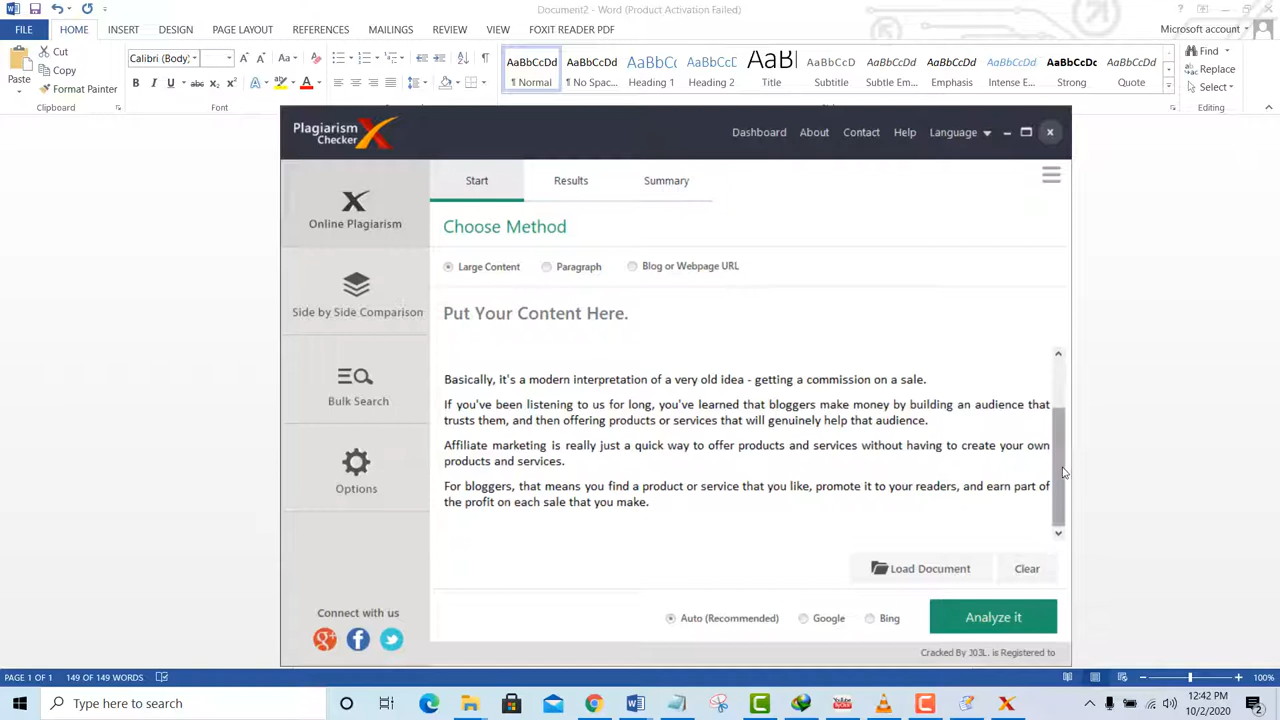 Document2 - Word (Product Activation Failed)
FILE HOME INSERT DESIGN PAGE LAYOUT REFERENCES MAILINGS REVIEW VIEW FOXIT READER PDF Microsoft account
Paste Cut Copy Format Painter
Calibri (Body)
AaBbCcDd AaBbCcDd AaBbC AaBbCcD AaB AaBbCcD AaBbCcDd AaBbCcDd AaBbCcDd AaBbCcDc AaBbCcDd
¶ Normal ¶ No Spac... Heading 1 Heading 2 Title Subtitle Subtle Em... Emphasis Intense E... Strong Quote
Find
Replace
Select
Clipboard Font Editing
Plagiarism
Checker X
Dashboard About Contact Help Language
Online Plagiarism
Side by Side Comparison
Bulk Search
Options
Connect with us
Start Results Summary
Choose Method
Large Content Paragraph Blog or Webpage URL
Put Your Content Here.
Basically, it's a modern interpretation of a very old idea - getting a commission on a sale.
If you've been listening to us for long, you've learned that bloggers make money by building an audience that
trusts them, and then offering products or services that will genuinely help that audience.
Affiliate marketing is really just a quick way to offer products and services without having to create your own
products and services.
For bloggers, that means you find a product or service that you like, promote it to your readers, and earn part of
the profit on each sale that you make.
Load Document Clear
Auto (Recommended) Google Bing Analyze it
Cracked By J03L. is Registered to
PAGE 1 OF 1 149 OF 149 WORDS 100%
Type here to search
12:42 PM
10/2/2020